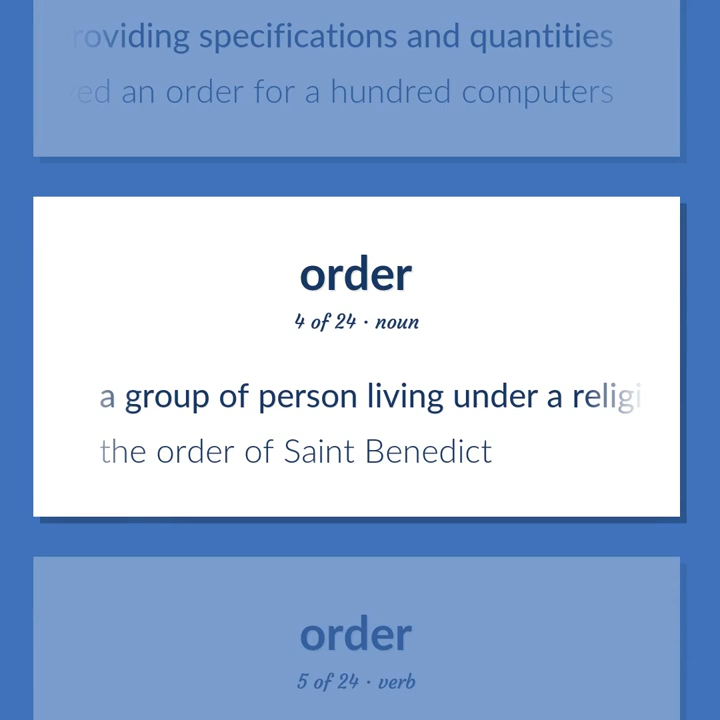 roviding specifications and quantities
ed an order for a hundred computers
order
4 of 24 · noun
a group of person living under a religi
the order of Saint Benedict
order
5 of 24 · verb